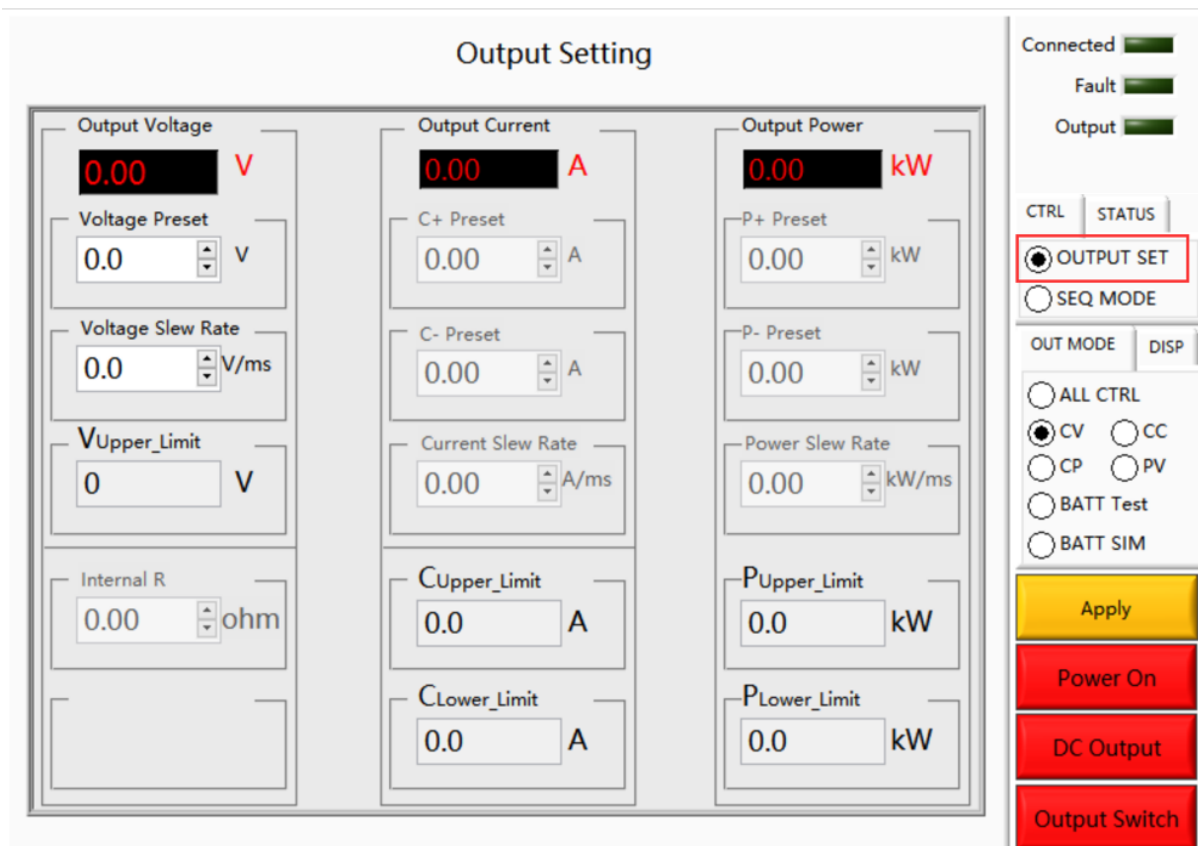 Output Setting
Output Voltage
0.00 V
Voltage Preset
0.0 V
Voltage Slew Rate
0.0 V/ms
VUpper_Limit
0 V
Internal R
0.00 ohm
Output Current
0.00 A
C+ Preset
0.00 A
C- Preset
0.00 A
Current Slew Rate
0.00 A/ms
CUpper_Limit
0.0 A
CLower_Limit
0.0 A
Output Power
0.00 kW
P+ Preset
0.00 kW
P- Preset
0.00 kW
Power Slew Rate
0.00 kW/ms
PUpper_Limit
0.0 kW
PLower_Limit
0.0 kW
Connected
Fault
Output
CTRL STATUS
OUTPUT SET
SEQ MODE
OUT MODE DISP
ALL CTRL
CV CC
CP PV
BATT Test
BATT SIM
Apply
Power On
DC Output
Output Switch